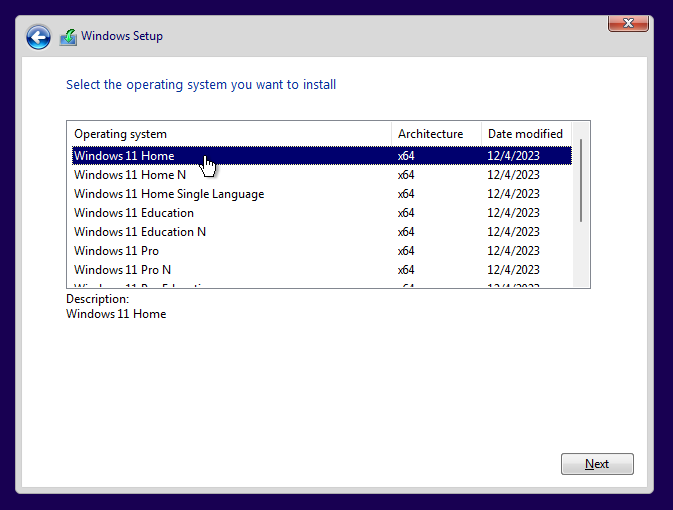 Windows Setup
Select the operating system you want to install
Operating system Architecture Date modified
Windows 11 Home x64 12/4/2023
Windows 11 Home N x64 12/4/2023
Windows 11 Home Single Language x64 12/4/2023
Windows 11 Education x64 12/4/2023
Windows 11 Education N x64 12/4/2023
Windows 11 Pro x64 12/4/2023
Windows 11 Pro N x64 12/4/2023
Description:
Windows 11 Home
Next